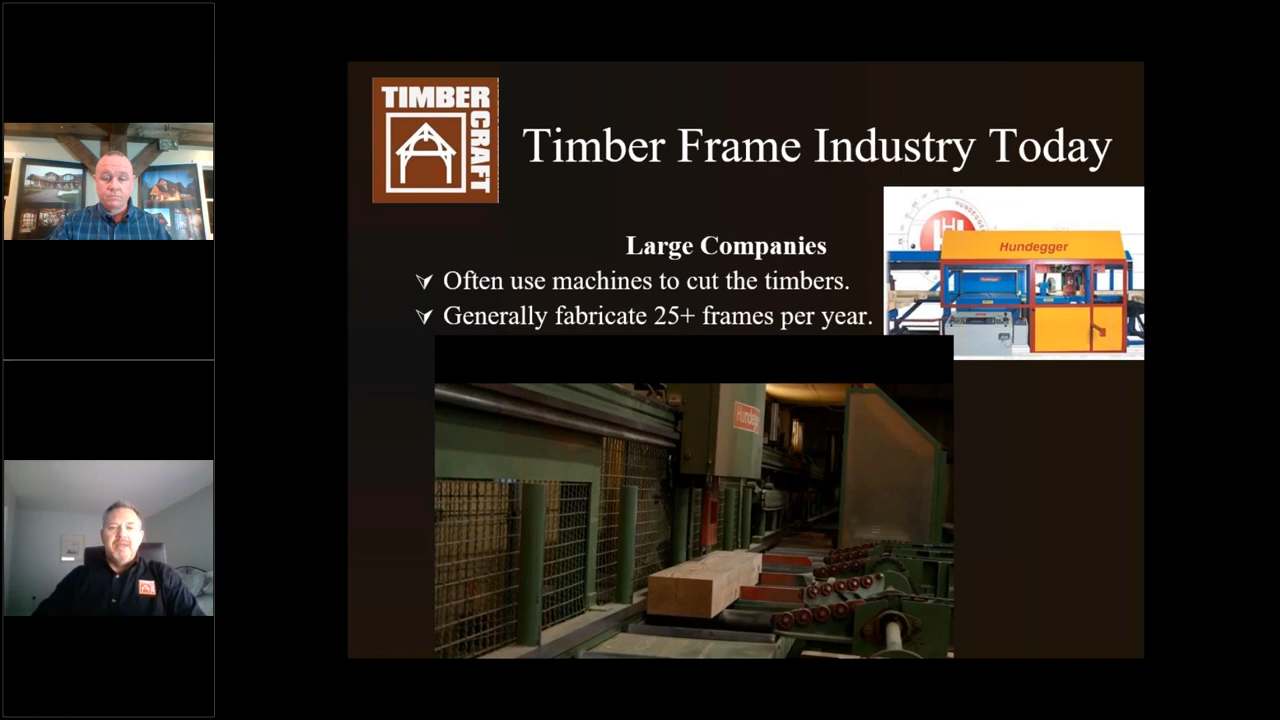 TIMBER
CRAFT
Timber Frame Industry Today
Large Companies
Often use machines to cut the timbers.
Generally fabricate 25+ frames per year.
Hundegger